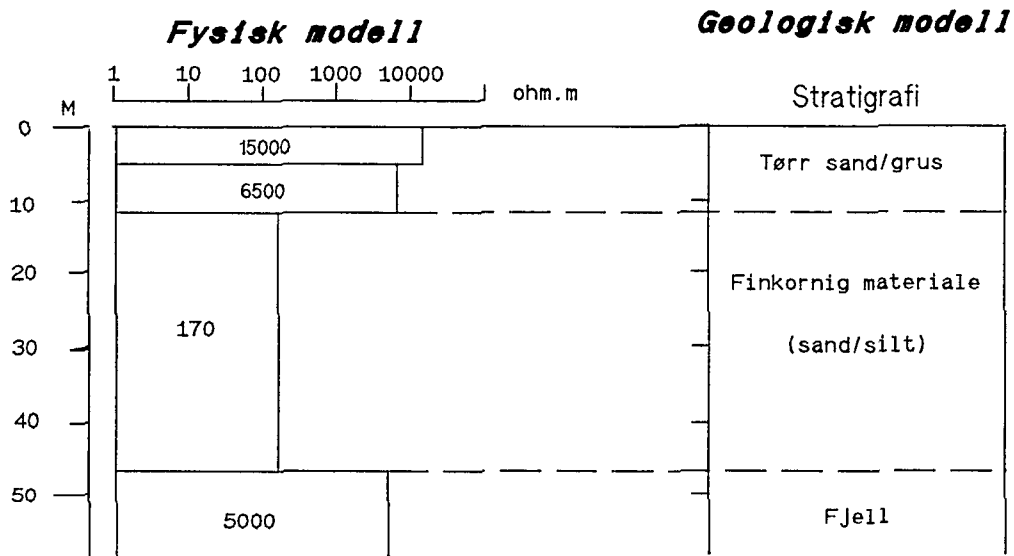 Fysisk modell
Geologisk modell
1 10 100 1000 10000
ohm.m
Stratigrafi
M
0
15000
Tørr sand/grus
6500
10
20
Finkornig materiale
170
30
(sand/silt)
40
50
5000
Fjell